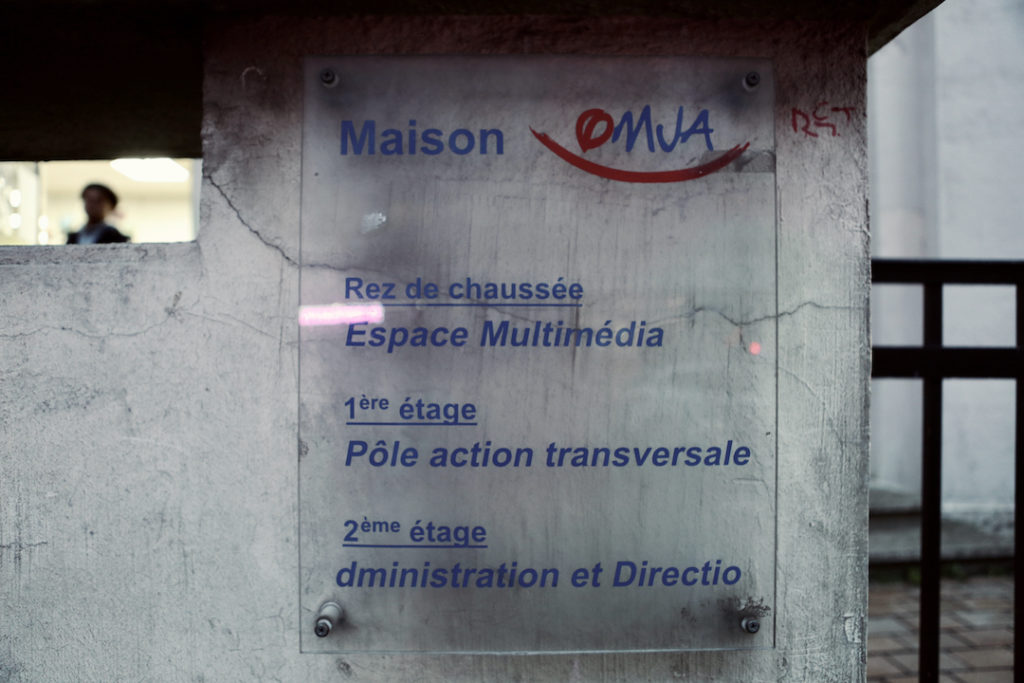 Maison OMJA
Rez de chaussée
Espace Multimédia
1ère étage
Pôle action transversale
2ème étage
dministration et Directio